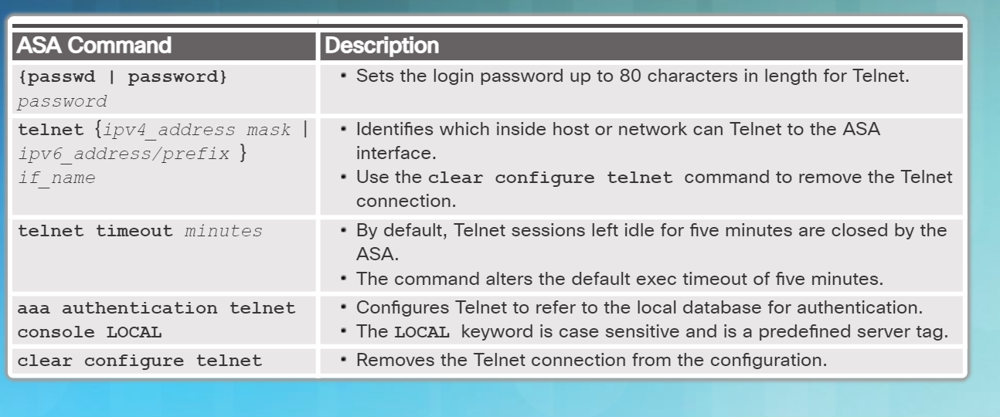 ASA Command
Description
{passwd | password}
password
• Sets the login password up to 80 characters in length for Telnet.
telnet {ipv4_address mask |
ipv6_address/prefix }
if_name
• Identifies which inside host or network can Telnet to the ASA
interface.
• Use the clear configure telnet command to remove the Telnet
connection.
telnet timeout minutes
• By default, Telnet sessions left idle for five minutes are closed by the
ASA.
• The command alters the default exec timeout of five minutes.
aaa authentication telnet
console LOCAL
• Configures Telnet to refer to the local database for authentication.
• The LOCAL keyword is case sensitive and is a predefined server tag.
clear configure telnet
• Removes the Telnet connection from the configuration.